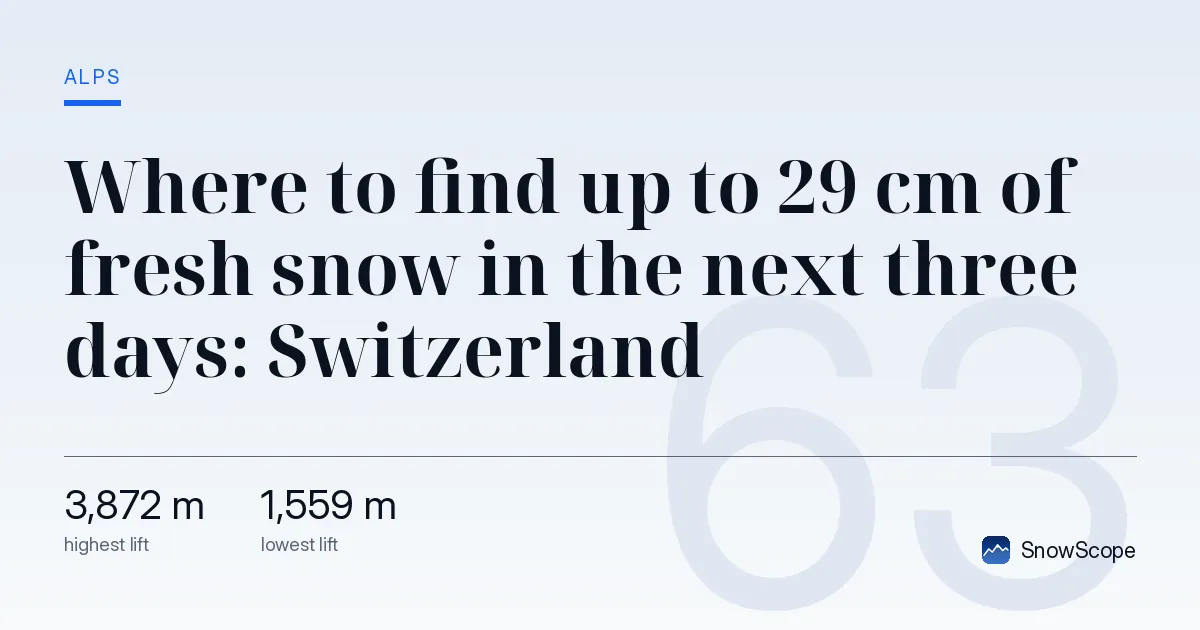 ALPS
Where to find up to 29 cm of
fresh snow in the next three
days: Switzerland
63
3,872 m
highest lift
1,559 m
lowest lift
SnowScope